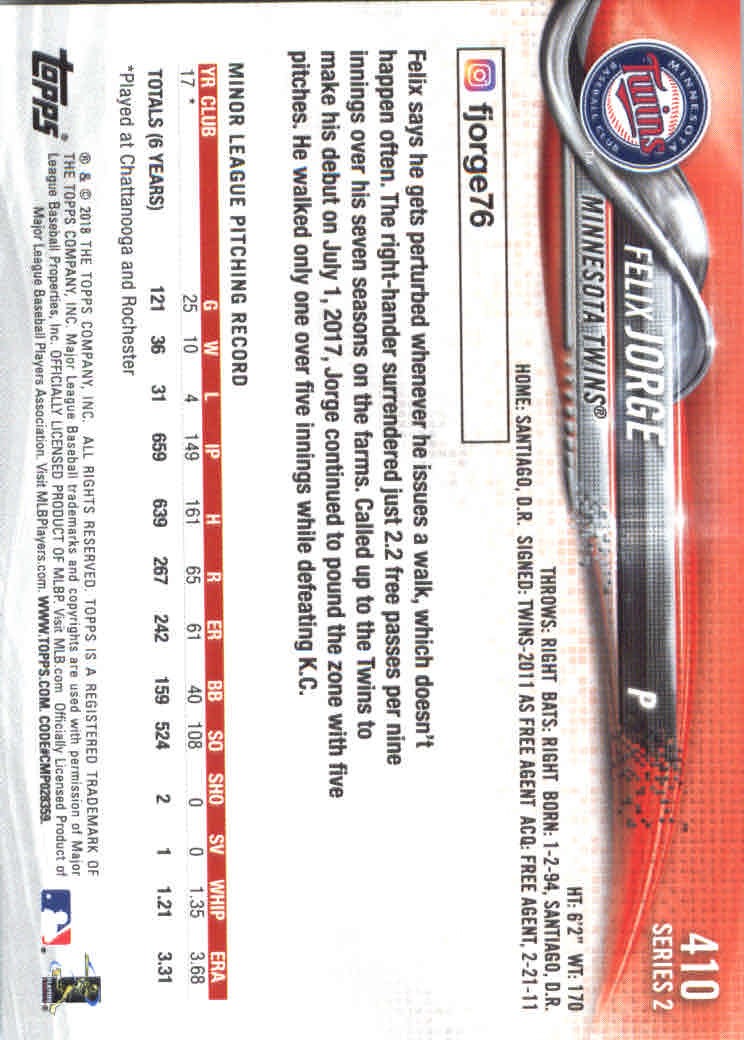 410
SERIES 2
MINNESOTA
Twins
BASEBALL CLUB
TM
FELIX JORGE
P
MINNESOTA TWINS®
HT: 6'2" WT: 170
THROWS: RIGHT BATS: RIGHT BORN: 1-2-94, SANTIAGO, D.R.
HOME: SANTIAGO, D.R. SIGNED: TWINS-2011 AS FREE AGENT ACQ: FREE AGENT, 2-21-11
fjorge76
Felix says he gets perturbed whenever he issues a walk, which doesn't
happen often. The right-hander surrendered just 2.2 free passes per nine
innings over his seven seasons on the farms. Called up to the Twins to
make his debut on July 1, 2017, Jorge continued to pound the zone with five
pitches. He walked only one over five innings while defeating K.C.
MINOR LEAGUE PITCHING RECORD
YR CLUB G W L IP H R ER BB SO SHO SV WHIP ERA
17 * 25 10 4 149 161 65 61 40 108 0 0 1.35 3.68
TOTALS (6 YEARS) 121 36 31 659 639 267 242 159 524 2 1 1.21 3.31
*Played at Chattanooga and Rochester
topps®
® & © 2018 THE TOPPS COMPANY, INC. ALL RIGHTS RESERVED. TOPPS IS A REGISTERED TRADEMARK OF
THE TOPPS COMPANY, INC. Major League Baseball trademarks and copyrights are used with permission of Major
League Baseball Properties, Inc. OFFICIALLY LICENSED PRODUCT OF MLBP. Visit MLB.com Officially Licensed Product of
Major League Baseball Players Association. Visit MLBPlayers.com. WWW.TOPPS.COM. CODE#CMP028359.